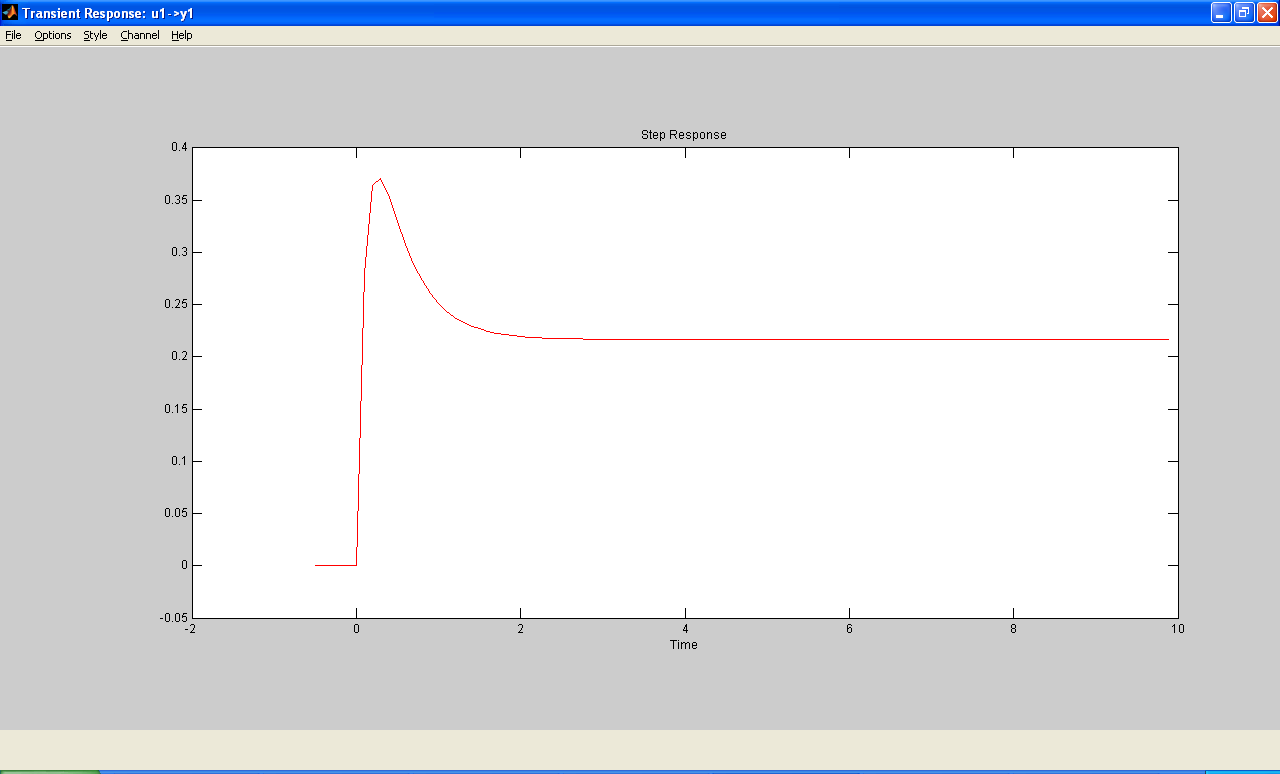 Transient Response: u1->y1
File Options Style Channel Help
Step Response
0.4
0.35
0.3
0.25
0.2
0.15
0.1
0.05
0
-0.05
-2 0 2 4 6 8 10
Time